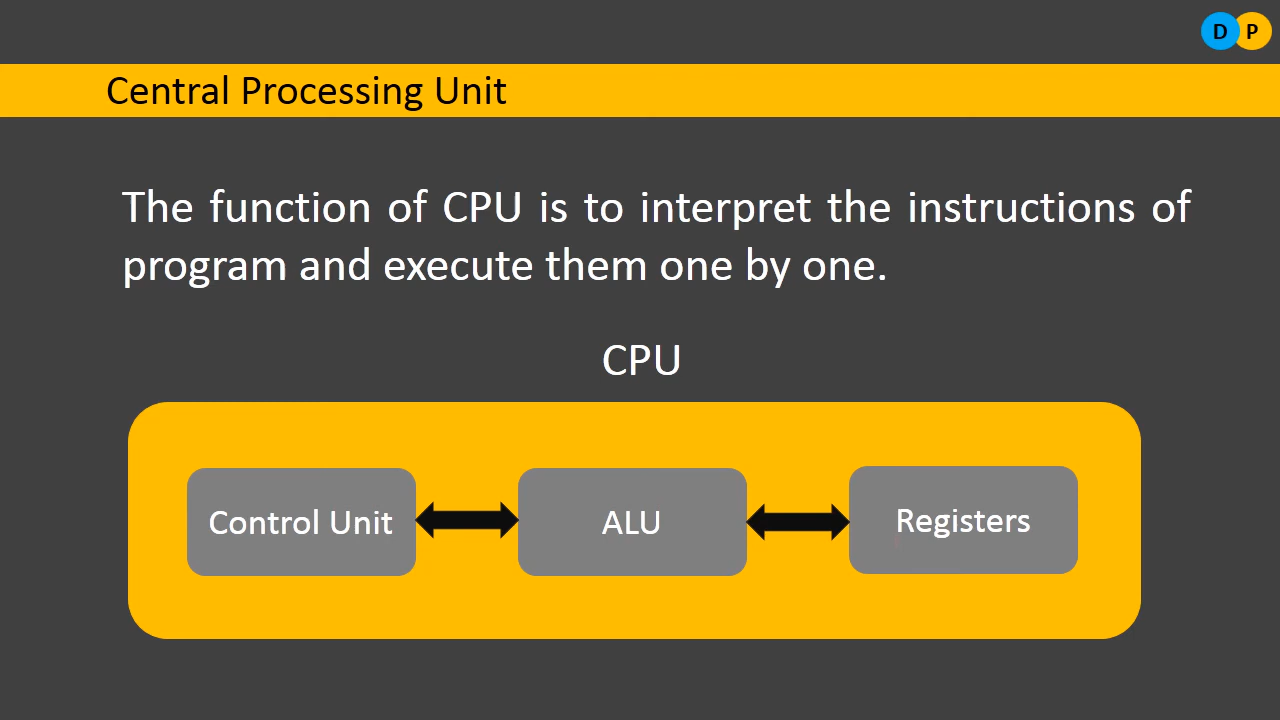 D P
Central Processing Unit
The function of CPU is to interpret the instructions of
program and execute them one by one.
CPU
Control Unit
ALU
Registers